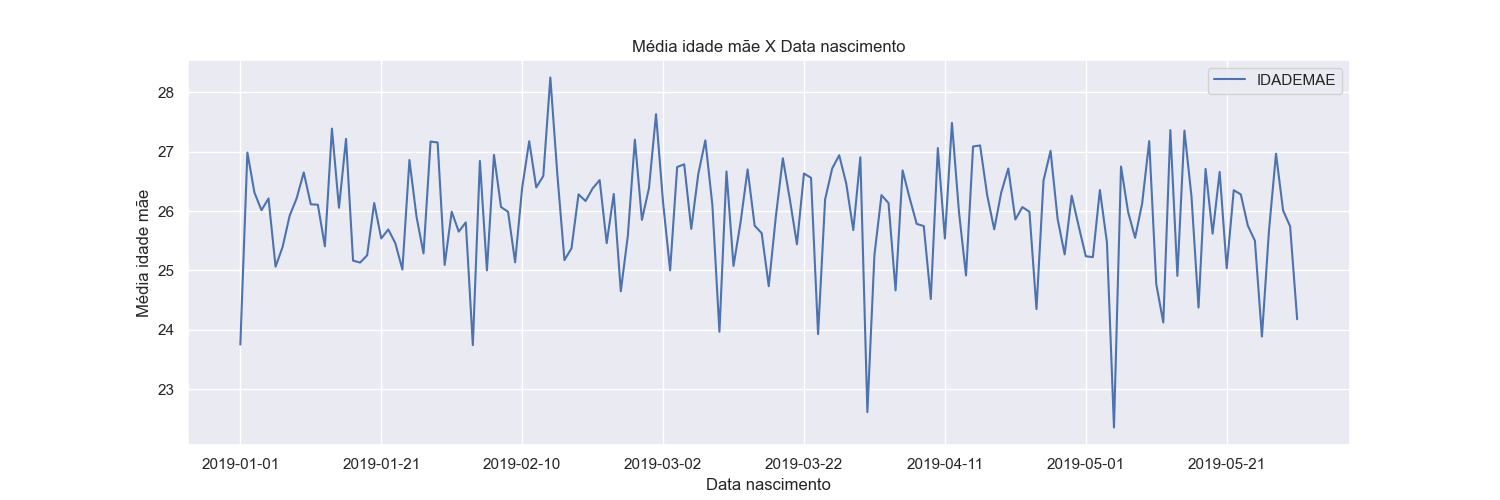 Média idade mãe X Data nascimento
IDADEMAE
Média idade mãe
28
27
26
25
24
23
2019-01-01 2019-01-21 2019-02-10 2019-03-02 2019-03-22 2019-04-11 2019-05-01 2019-05-21
Data nascimento